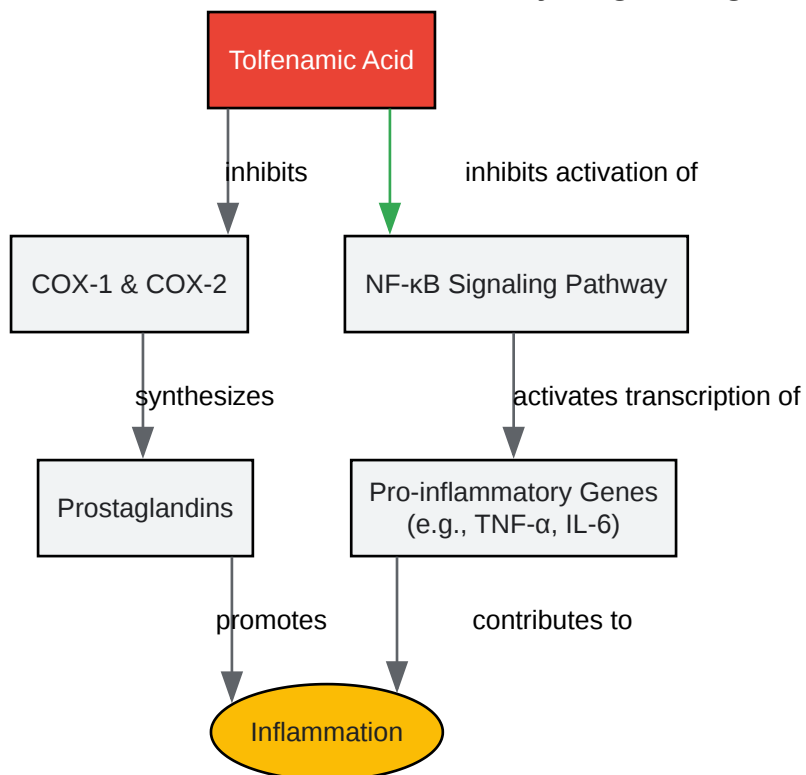 Tolfenamic Acid
inhibits
inhibits activation of
COX-1 & COX-2
NF-κB Signaling Pathway
synthesizes
activates transcription of
Prostaglandins
Pro-inflammatory Genes
(e.g., TNF-α, IL-6)
promotes
contributes to
Inflammation